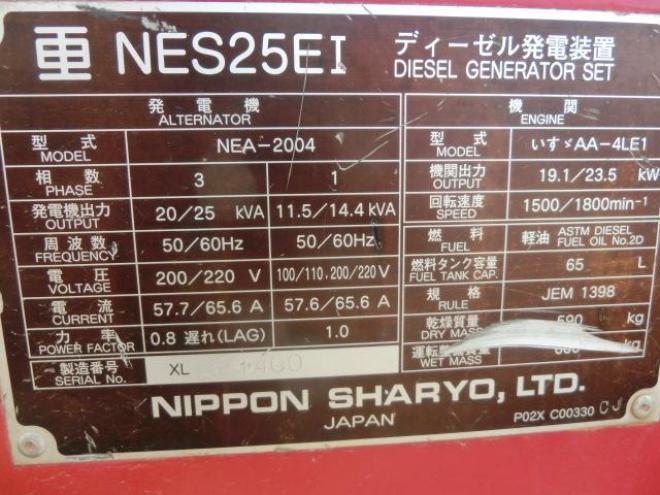 NES25EI ディーゼル発電装置
DIESEL GENERATOR SET
発電機
ALTERNATOR
型式 MODEL NEA-2004
相数 PHASE 3 1
発電機出力 OUTPUT 20/25 kVA 11.5/14.4 kVA
周波数 FREQUENCY 50/60Hz 50/60Hz
電圧 VOLTAGE 200/220 V 100/110, 200/220 V
電流 CURRENT 57.7/65.6 A 57.6/65.6 A
力率 POWER FACTOR 0.8 遅れ(LAG) 1.0
製造番号 SERIAL No. XL
機関
ENGINE
型式 MODEL いすゞAA-4LE1
機関出力 OUTPUT 19.1/23.5 kW
回転速度 SPEED 1500/1800min-1
燃料 FUEL 軽油 ASTM DIESEL FUEL OIL No.2D
燃料タンク容量 FUEL TANK CAP. 65 L
規格 RULE JEM 1398
乾燥質量 DRY MASS 590 kg
WET MASS kg
NIPPON SHARYO, LTD.
JAPAN
P02X C00330 CJ